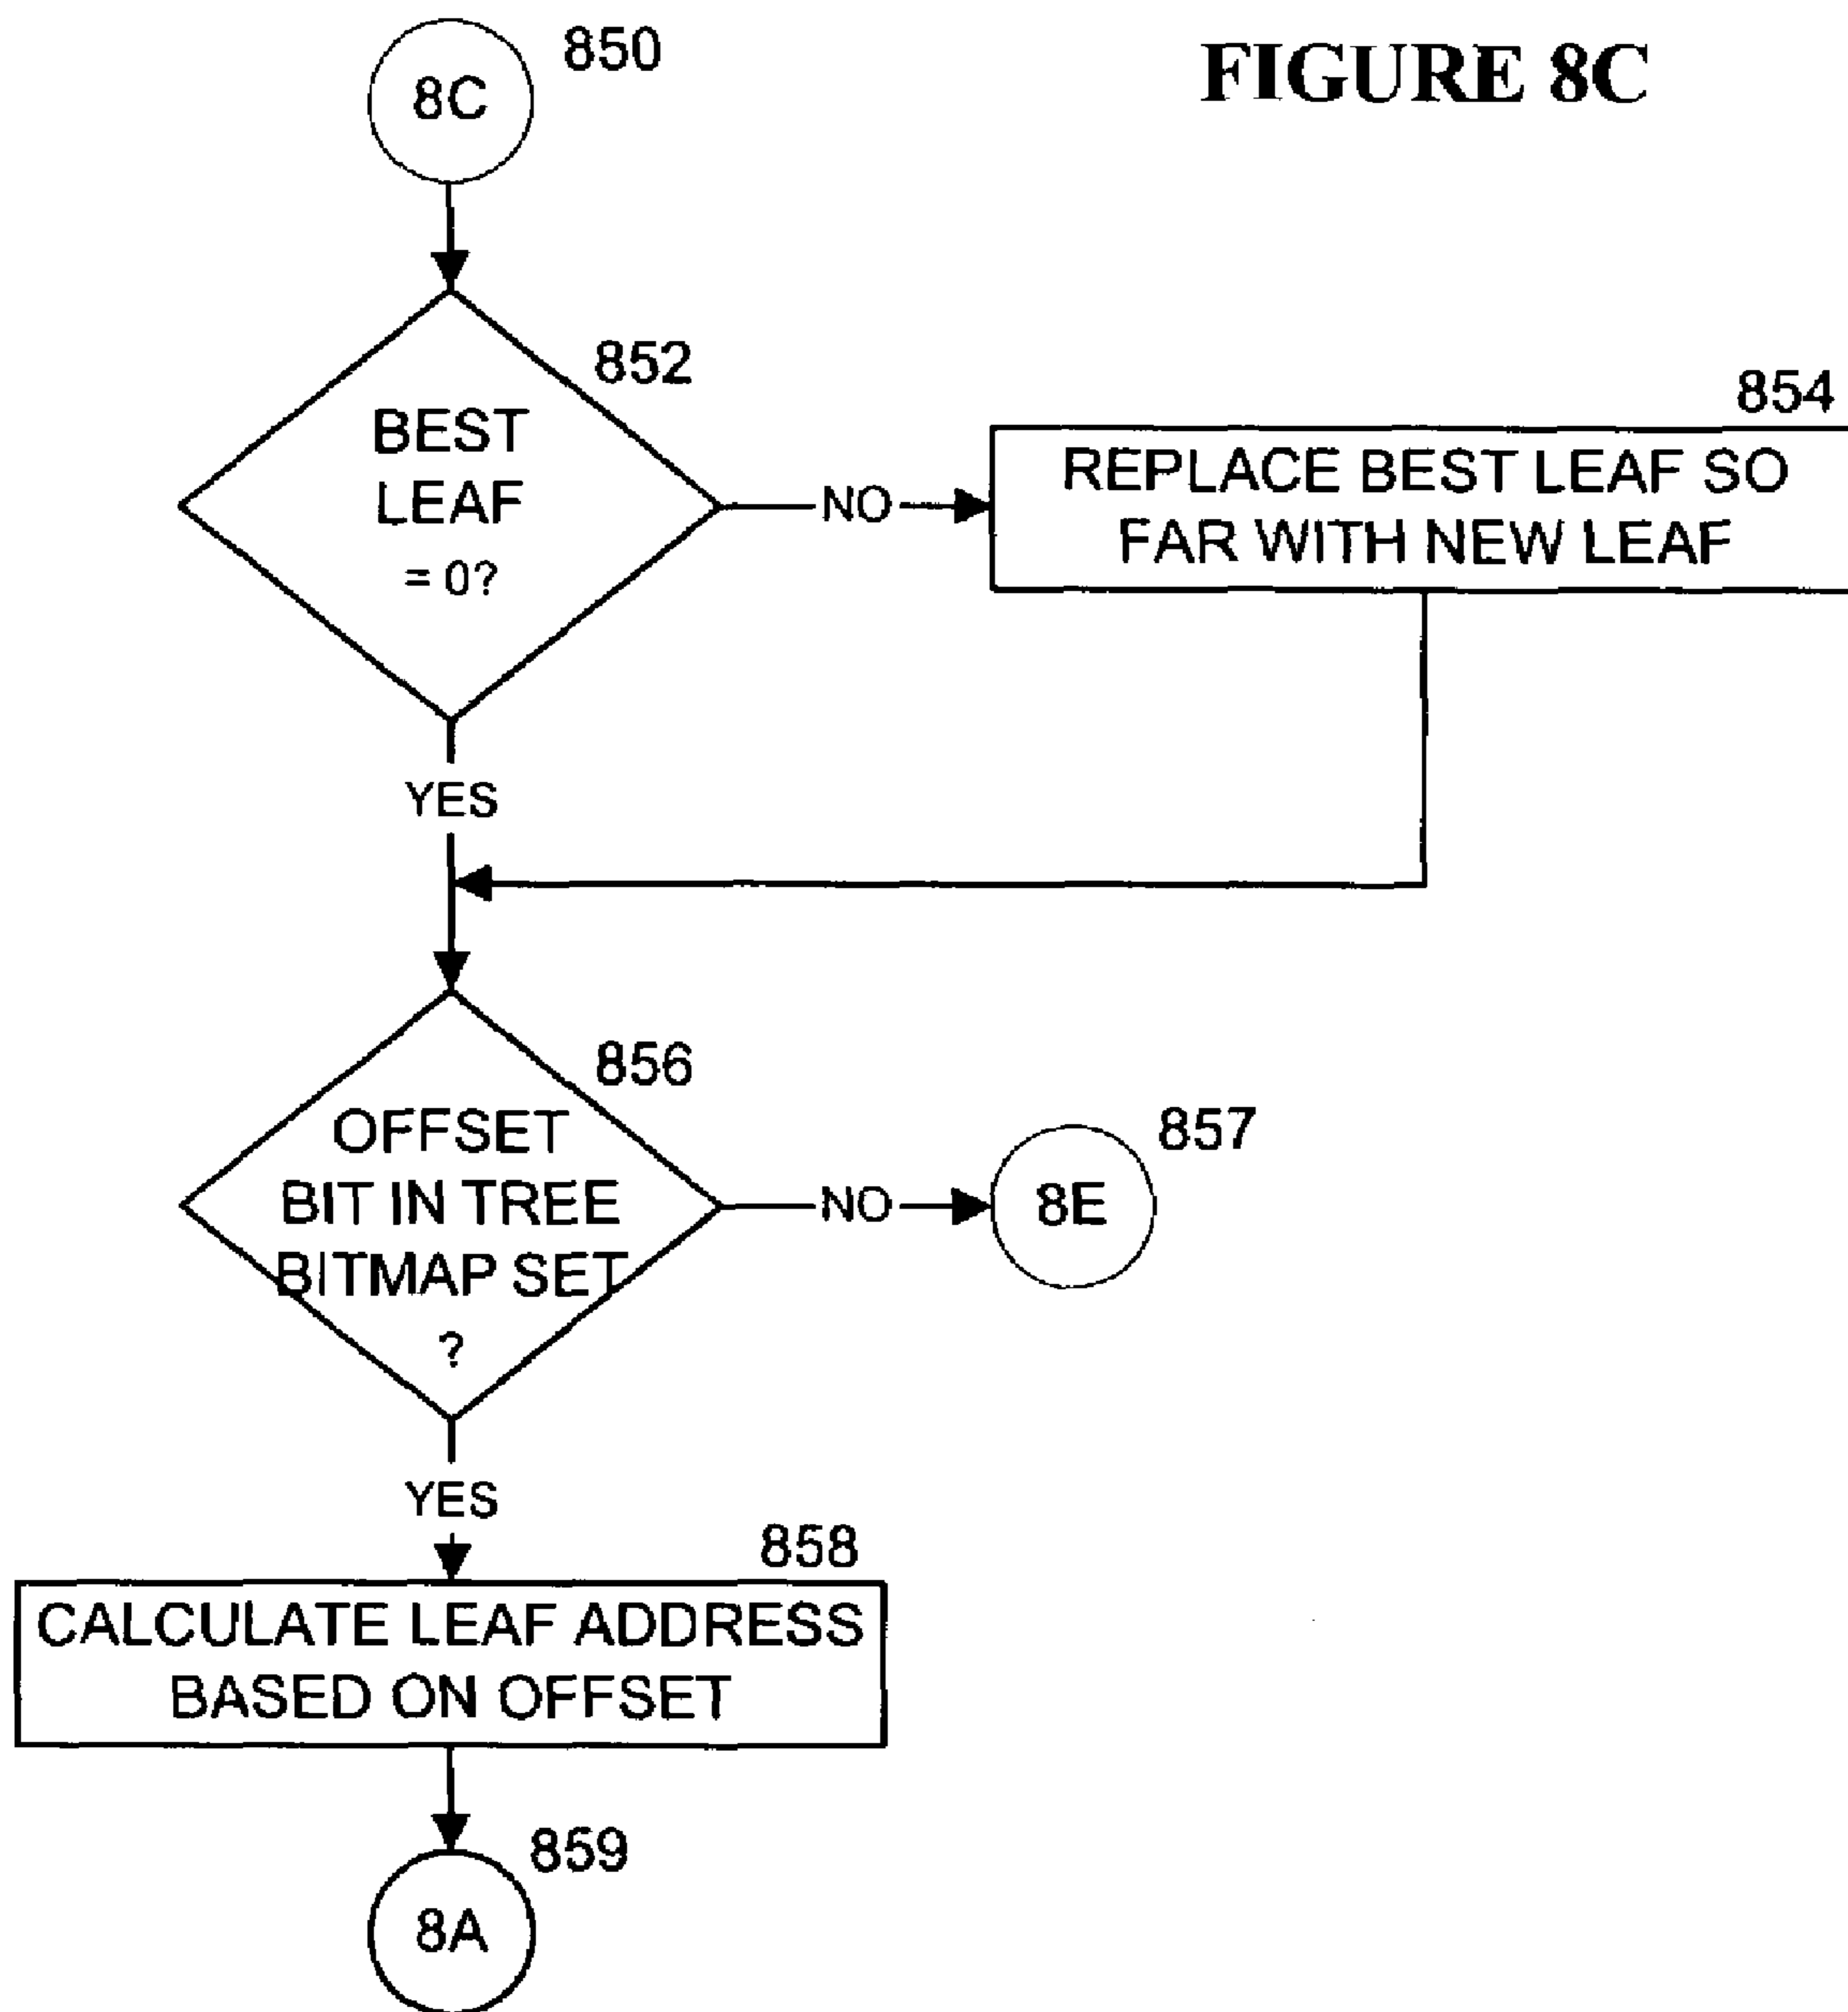 FIGURE 8C
850
8C
852
BEST
LEAF
= 0?
NO
854
REPLACE BEST LEAF SO
FAR WITH NEW LEAF
YES
856
OFFSET
BIT IN TREE
BITMAP SET
?
NO
857
8E
YES
858
CALCULATE LEAF ADDRESS
BASED ON OFFSET
859
8A